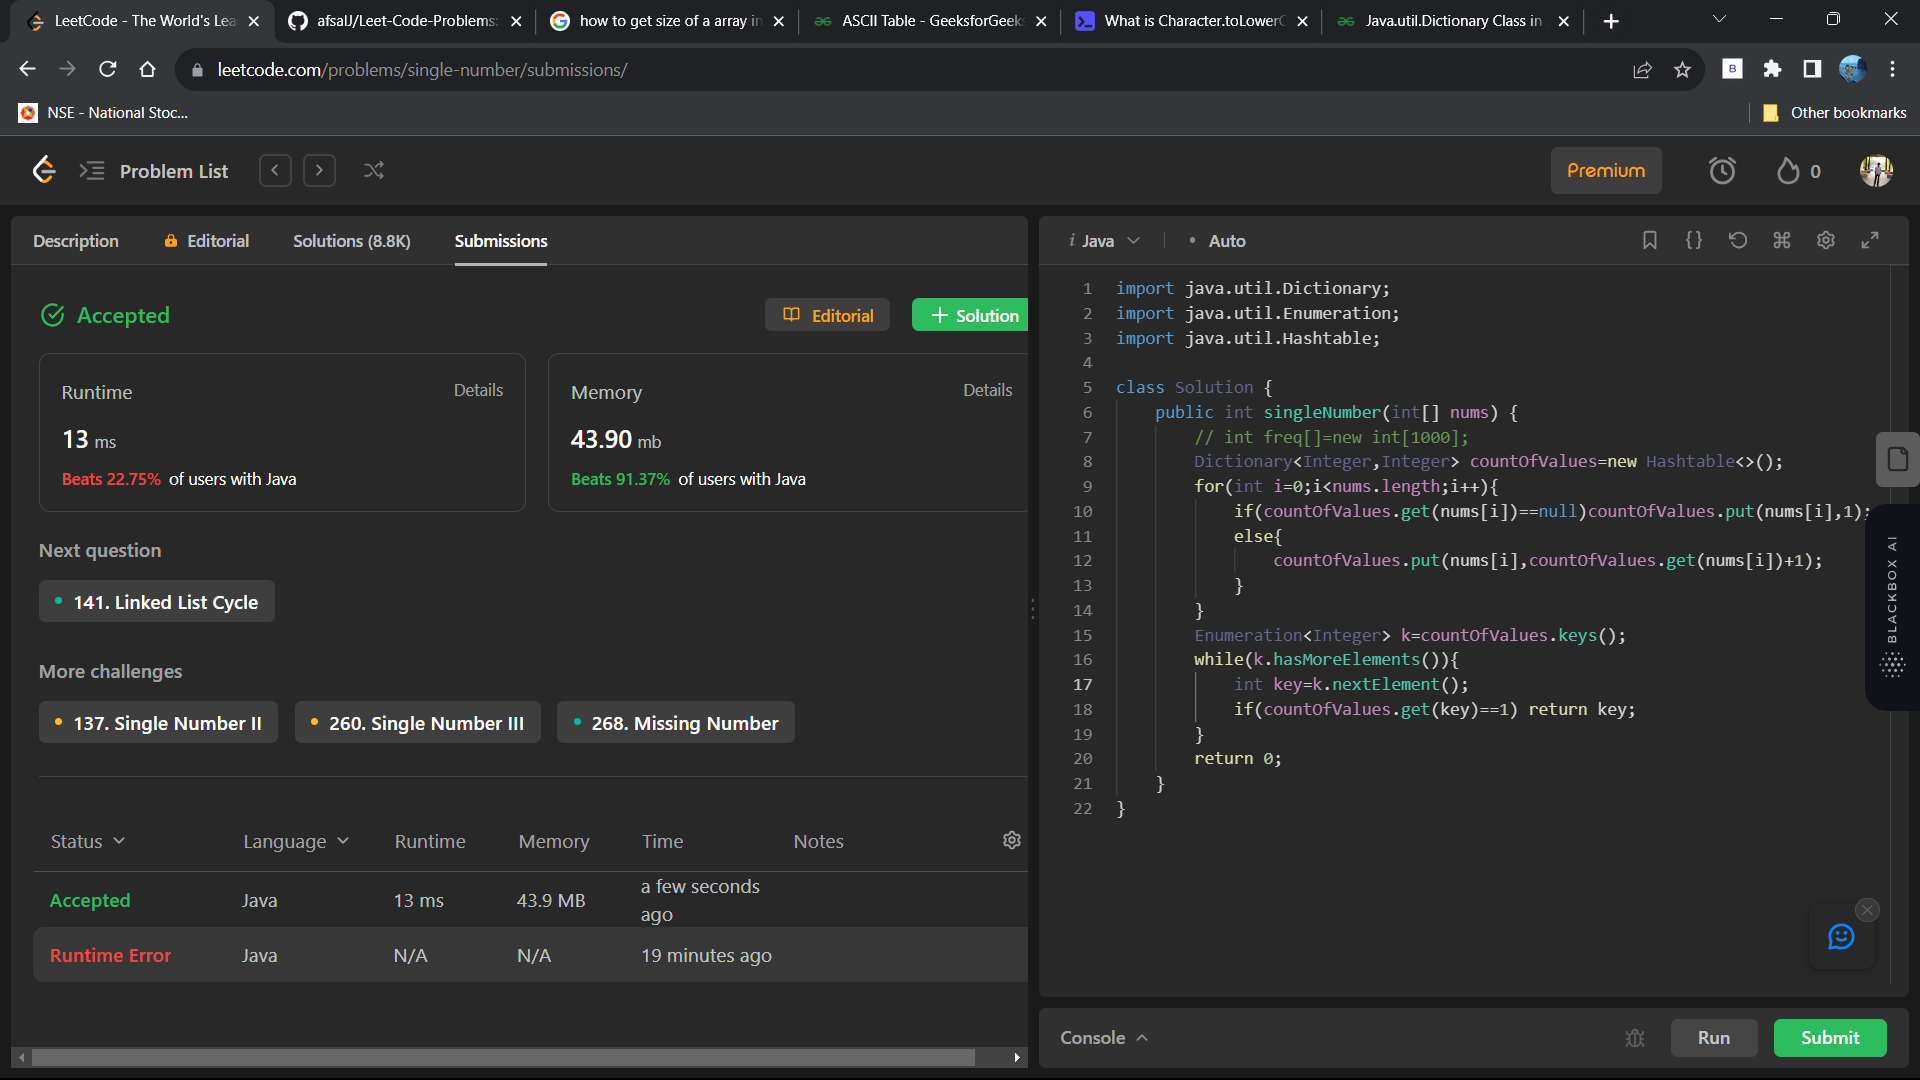 LeetCode - The World's Lea
afsalJ/Leet-Code-Problems:
how to get size of a array in
ASCII Table - GeeksforGeeks
What is Character.toLowerC
Java.util.Dictionary Class in
leetcode.com/problems/single-number/submissions/
B
NSE - National Stoc...
Other bookmarks
Problem List
Premium
0
Description
Editorial
Solutions (8.8K)
Submissions
i Java
• Auto
Accepted
Editorial
+ Solution
Runtime
Details
13 ms
Beats 22.75% of users with Java
Memory
Details
43.90 mb
Beats 91.37% of users with Java
Next question
141. Linked List Cycle
More challenges
137. Single Number II
260. Single Number III
268. Missing Number
Status
Language
Runtime
Memory
Time
Notes
Accepted
Java
13 ms
43.9 MB
a few seconds
ago
Runtime Error
Java
N/A
N/A
19 minutes ago
1 import java.util.Dictionary;
2 import java.util.Enumeration;
3 import java.util.Hashtable;
4
5 class Solution {
6 public int singleNumber(int[] nums) {
7 // int freq[]=new int[1000];
8 Dictionary<Integer,Integer> countOfValues=new Hashtable<>();
9 for(int i=0;i<nums.length;i++){
10 if(countOfValues.get(nums[i])==null)countOfValues.put(nums[i],1);
11 else{
12 countOfValues.put(nums[i],countOfValues.get(nums[i])+1);
13 }
14 }
15 Enumeration<Integer> k=countOfValues.keys();
16 while(k.hasMoreElements()){
17 int key=k.nextElement();
18 if(countOfValues.get(key)==1) return key;
19 }
20 return 0;
21 }
22 }
BLACKBOX AI
Console
Run
Submit